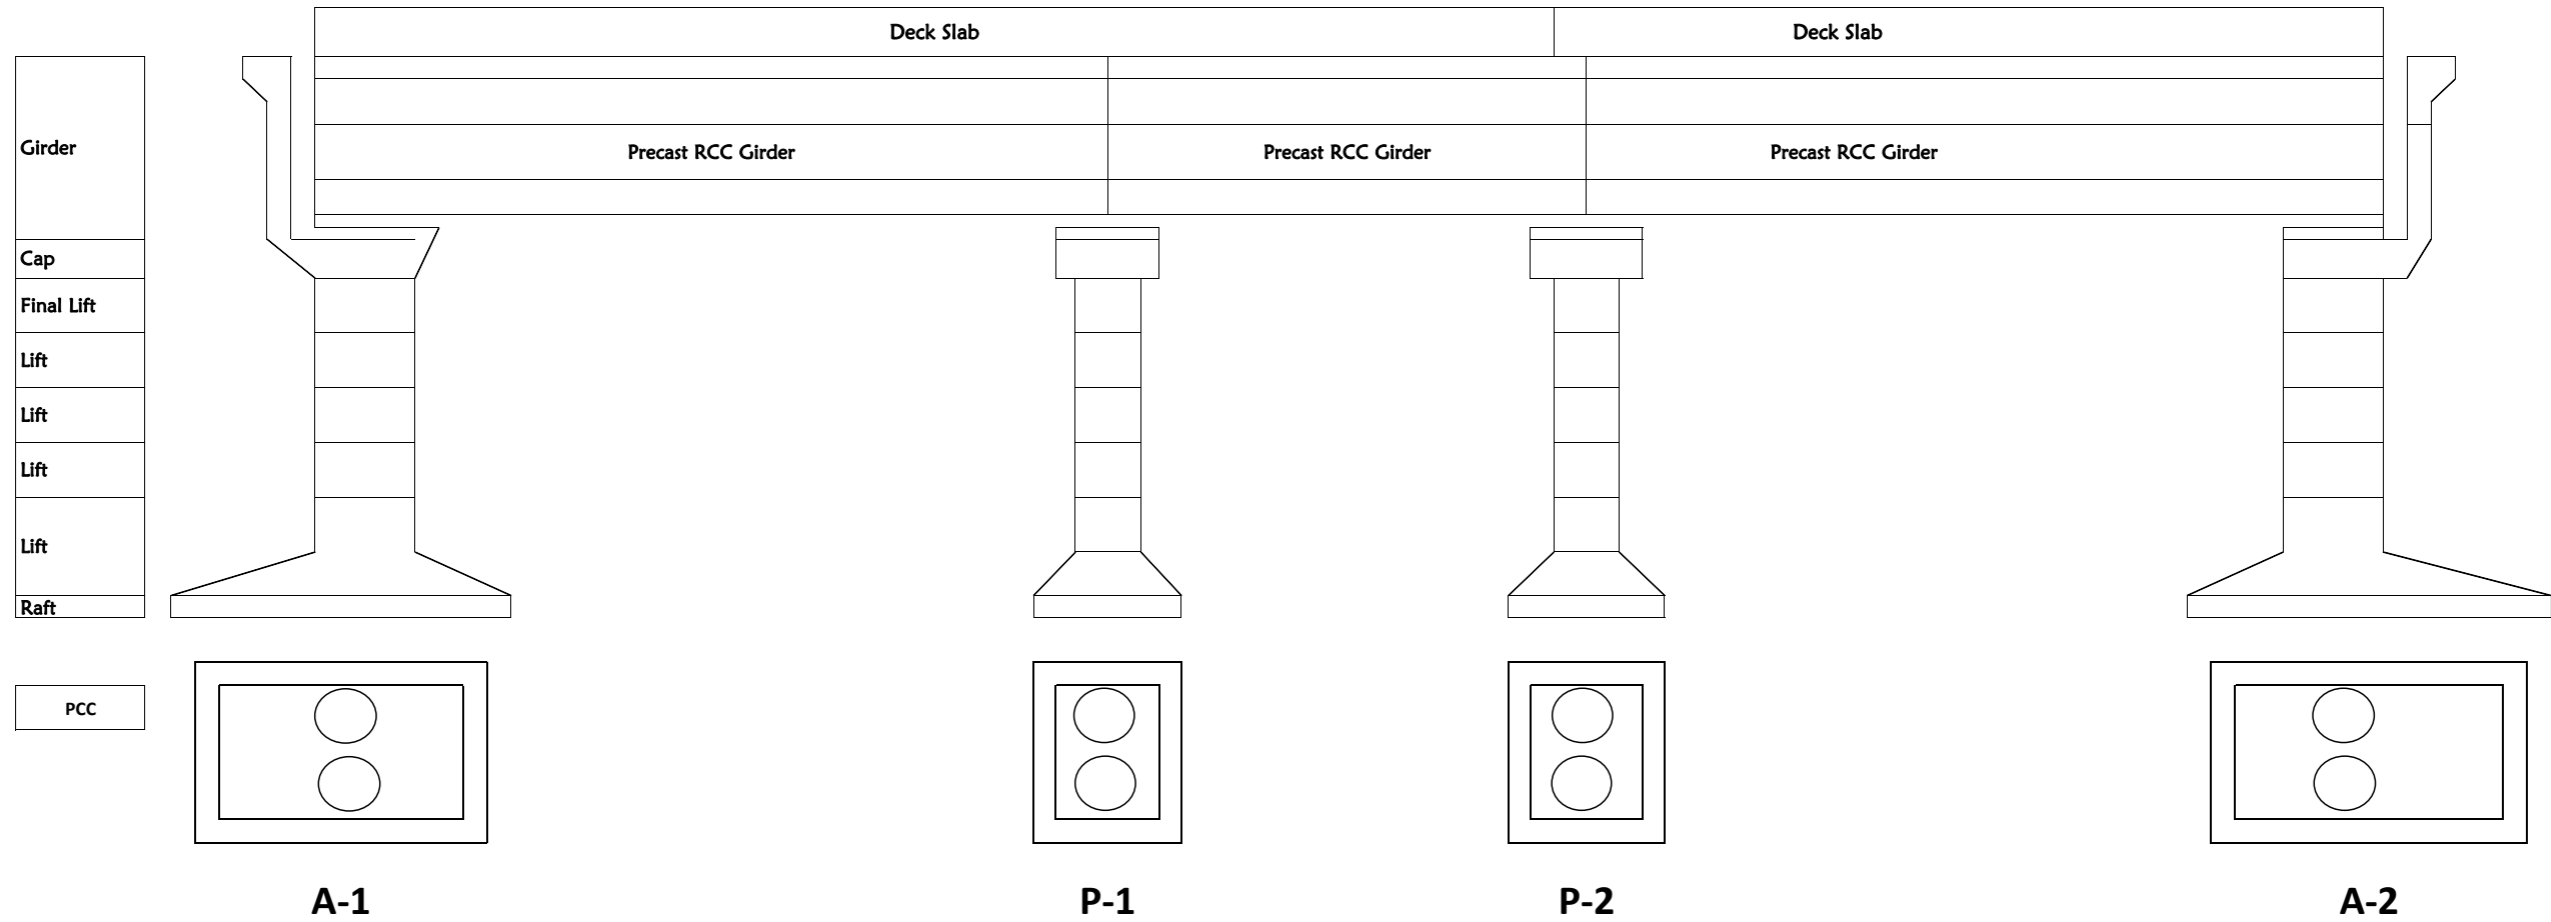 Deck Slab
Deck Slab
Girder
Precast RCC Girder
Precast RCC Girder
Precast RCC Girder
Cap
Final Lift
Lift
Lift
Lift
Lift
Raft
PCC
A-1
P-1
P-2
A-2